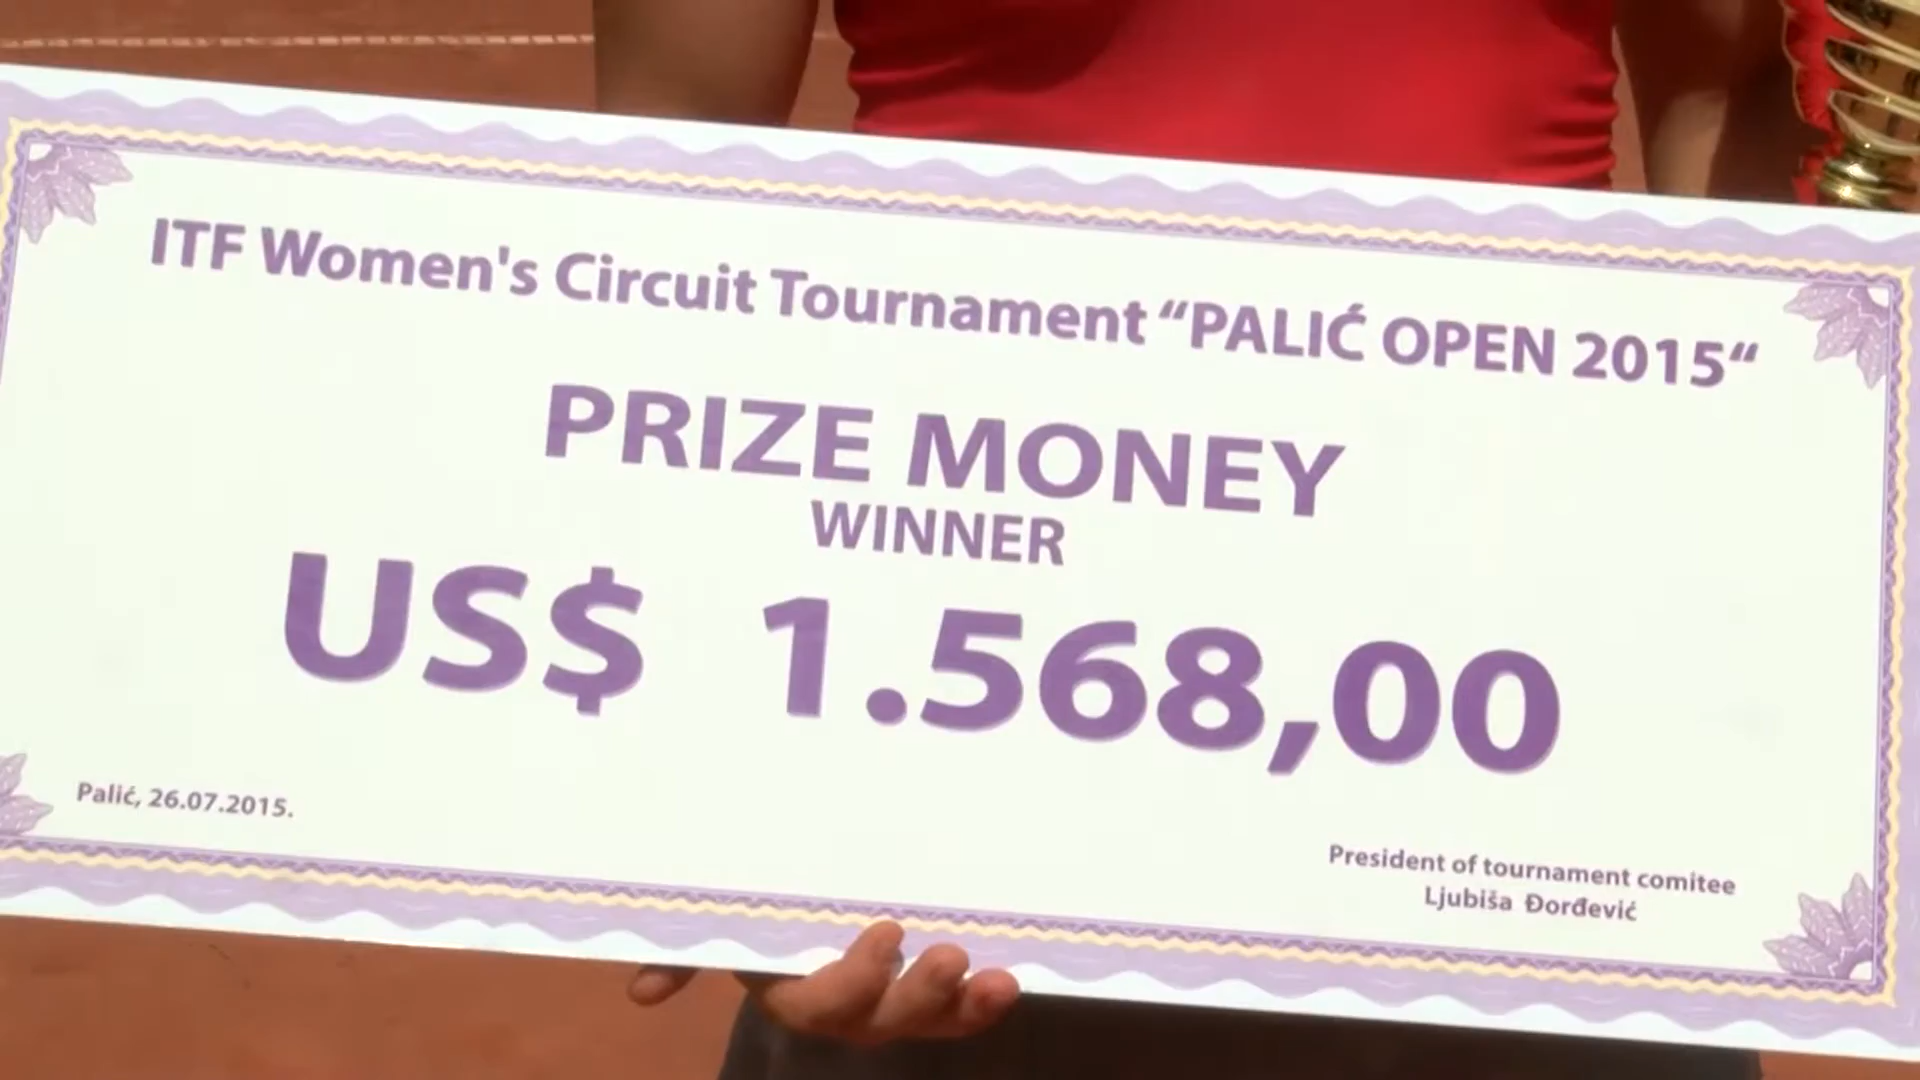 ITF Women's Circuit Tournament “PALIĆ OPEN 2015“
PRIZE MONEY
WINNER
US$ 1.568,00
Palić, 26.07.2015.
President of tournament comitee
Ljubiša Đorđević